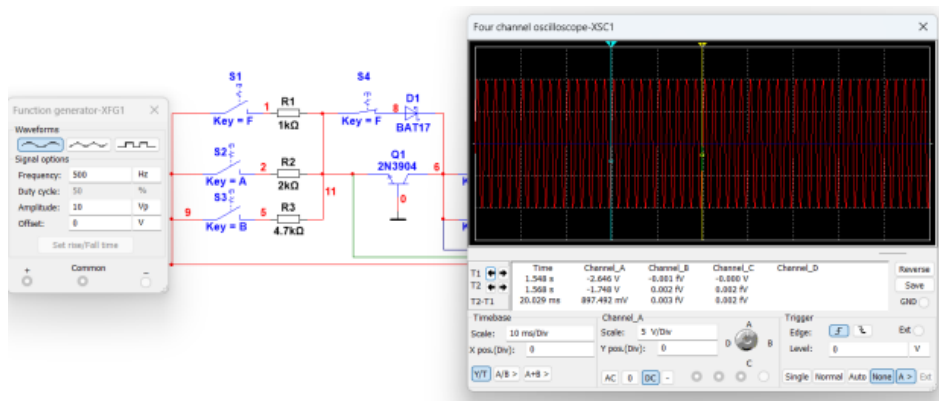 Four channel oscilloscope-XSC1
Function generator-XFG1
Waveforms
Signal options
Frequency: 500 Hz
Duty cycle: 50 %
Amplitude: 10 Vp
Offset: 0 V
Set rise/Fall time
+ Common −
S1
Key = F
1
R1
1kΩ
S4
Key = F
8
D1
BAT17
S2
Key = A
2
R2
2kΩ
Q1
2N3904
6
11
0
S3
9
Key = B
5
R3
4.7kΩ
Time Channel_A Channel_B Channel_C Channel_D
T1 1.548 s -2.646 V -0.001 fV -0.000 V
T2 1.568 s -1.748 V 0.002 fV 0.002 fV
T2-T1 20.029 ms 897.492 mV 0.003 fV 0.002 fV
Reverse
Save
GND
Timebase
Scale: 10 ms/Div
X pos.(Div): 0
Y/T A/B > A+B >
Channel_A
Scale: 5 V/Div
Y pos.(Div): 0
AC 0 DC -
A
B
C
D
Trigger
Edge: Ext
Level: 0 V
Single Normal Auto None A > Ext